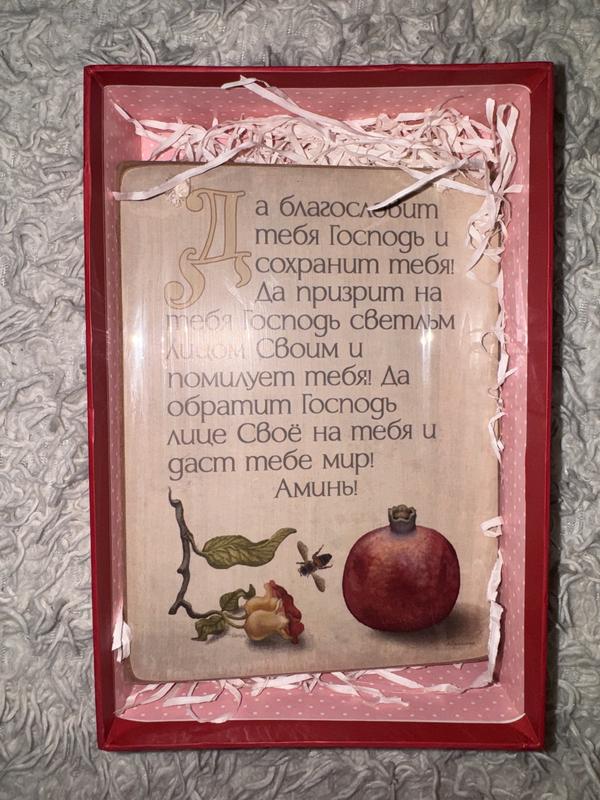 Да благословит
тебя Господь и
сохранит тебя!
Да призрит на
тебя Господь светлым
лицом Своим и
помилует тебя! Да
обратит Господь
лице Своё на тебя и
даст тебе мир!
Аминь!